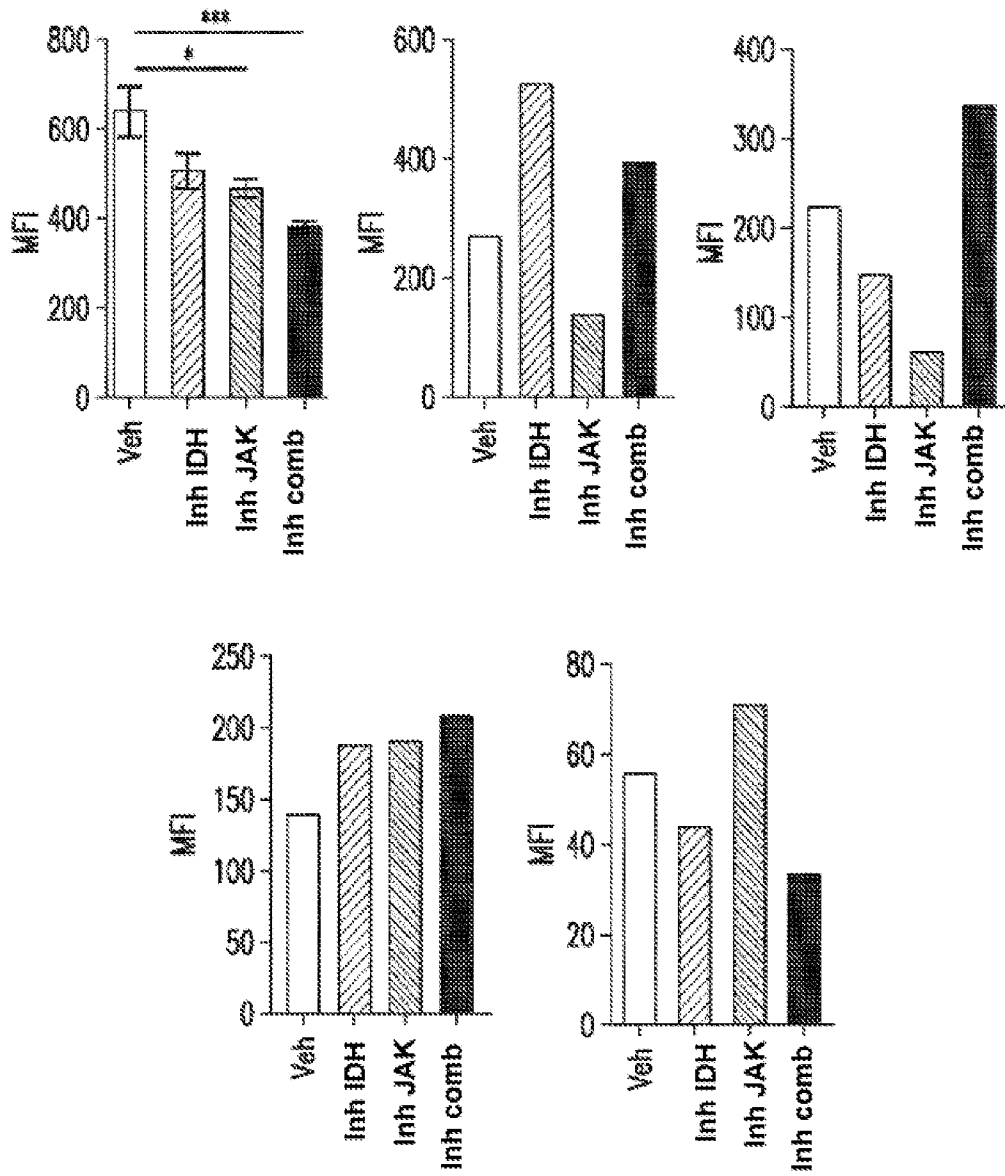 ***
*
800
600
400
200
0
MFI
Veh
Inh IDH
Inh JAK
Inh comb
600
400
200
0
MFI
Veh
Inh IDH
Inh JAK
Inh comb
400
300
200
100
0
MFI
Veh
Inh IDH
Inh JAK
Inh comb
250
200
150
100
50
0
MFI
Veh
Inh IDH
Inh JAK
Inh comb
80
60
40
20
0
MFI
Veh
Inh IDH
Inh JAK
Inh comb